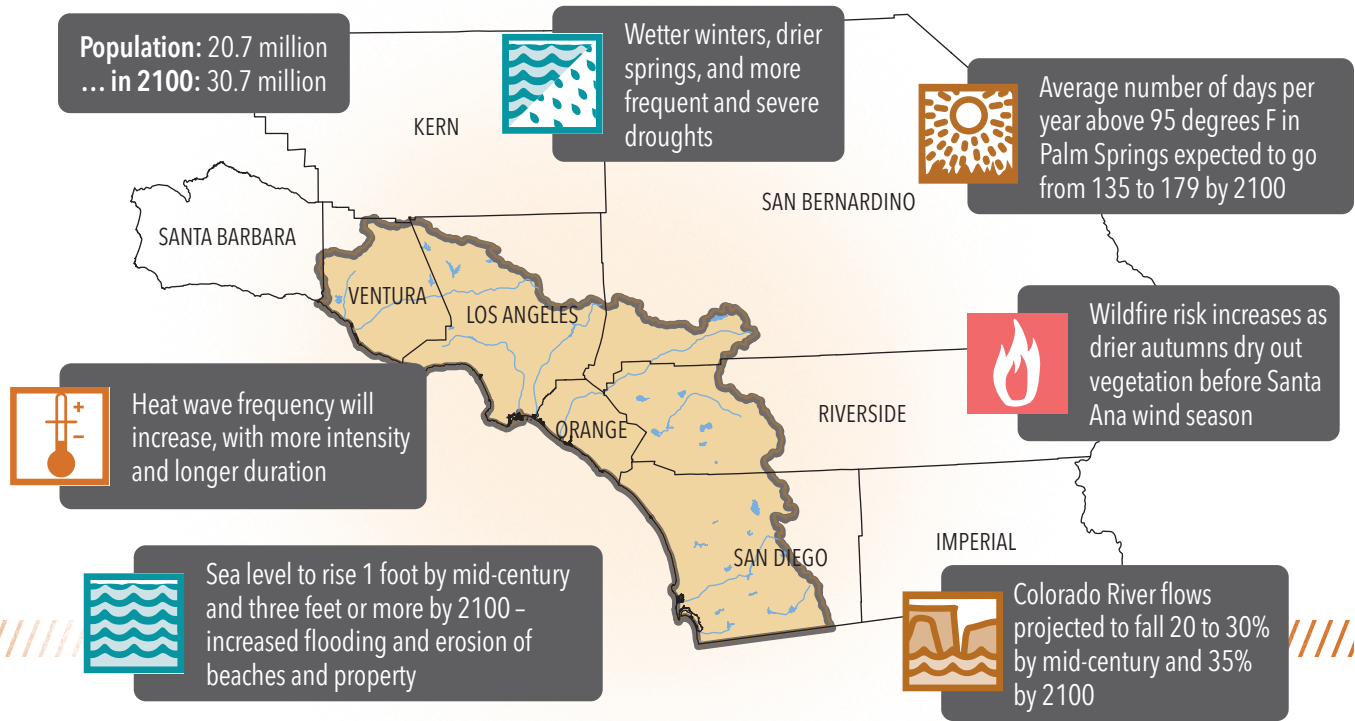 Population: 20.7 million
... in 2100: 30.7 million
Wetter winters, drier
springs, and more
frequent and severe
droughts
Average number of days per
year above 95 degrees F in
Palm Springs expected to go
from 135 to 179 by 2100
KERN
SAN BERNARDINO
SANTA BARBARA
VENTURA
LOS ANGELES
Wildfire risk increases as
drier autumns dry out
vegetation before Santa
Ana wind season
Heat wave frequency will
increase, with more intensity
and longer duration
ORANGE
RIVERSIDE
SAN DIEGO
IMPERIAL
Sea level to rise 1 foot by mid-century
and three feet or more by 2100 –
increased flooding and erosion of
beaches and property
Colorado River flows
projected to fall 20 to 30%
by mid-century and 35%
by 2100